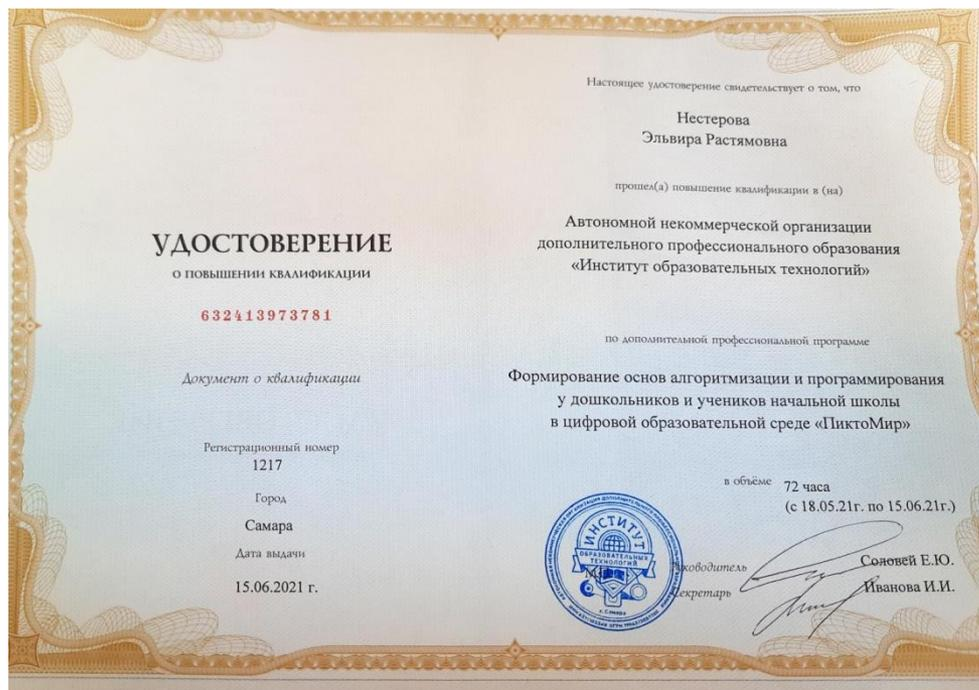 УДОСТОВЕРЕНИЕ
О ПОВЫШЕНИИ КВАЛИФИКАЦИИ
632413973781
Документ о квалификации
Регистрационный номер
1217
Город
Самара
Дата выдачи
15.06.2021 г.
Настоящее удостоверение свидетельствует о том, что
Нестерова
Эльвира Растямовна
прошел(а) повышение квалификации в (на)
Автономной некоммерческой организации
дополнительного профессионального образования
«Институт образовательных технологий»
по дополнительной профессиональной программе
Формирование основ алгоритмизации и программирования
у дошкольников и учеников начальной школы
в цифровой образовательной среде «ПиктоМир»
в объёме 72 часа
(с 18.05.21г. по 15.06.21г.)
Руководитель Соловей Е.Ю.
Секретарь Иванова И.И.
ИНСТИТУТ
ОБРАЗОВАТЕЛЬНЫХ
ТЕХНОЛОГИЙ
г. Самара